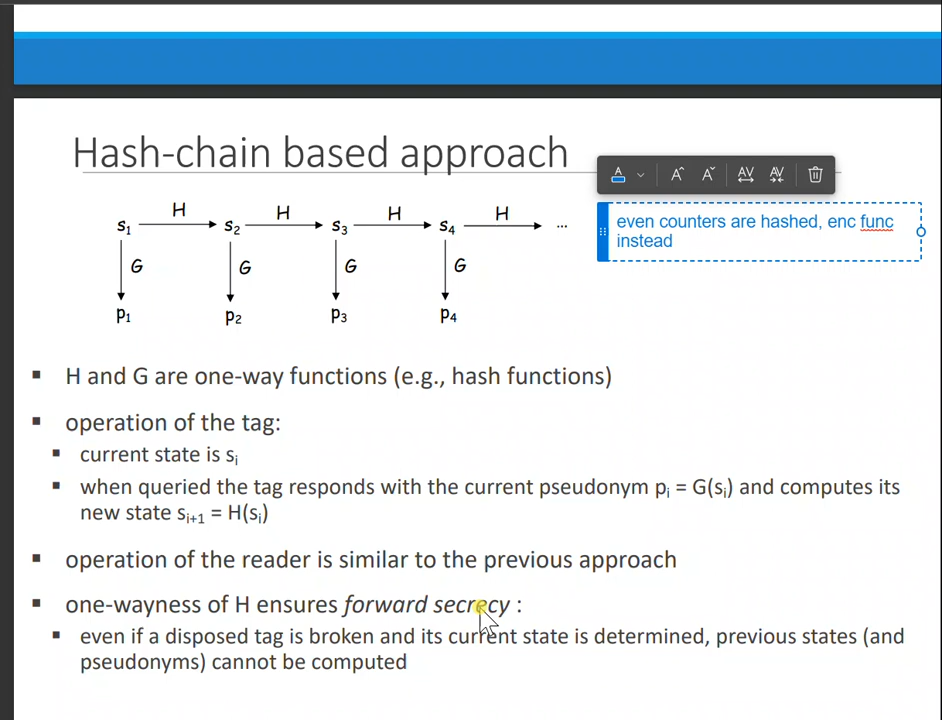 Hash-chain based approach
even counters are hashed, enc func
instead
H H H H
s1 s2 s3 s4 ...
G G G G
p1 p2 p3 p4
H and G are one-way functions (e.g., hash functions)
operation of the tag:
current state is si
when queried the tag responds with the current pseudonym pi = G(si) and computes its
new state si+1 = H(si)
operation of the reader is similar to the previous approach
one-wayness of H ensures forward secrecy :
even if a disposed tag is broken and its current state is determined, previous states (and
pseudonyms) cannot be computed